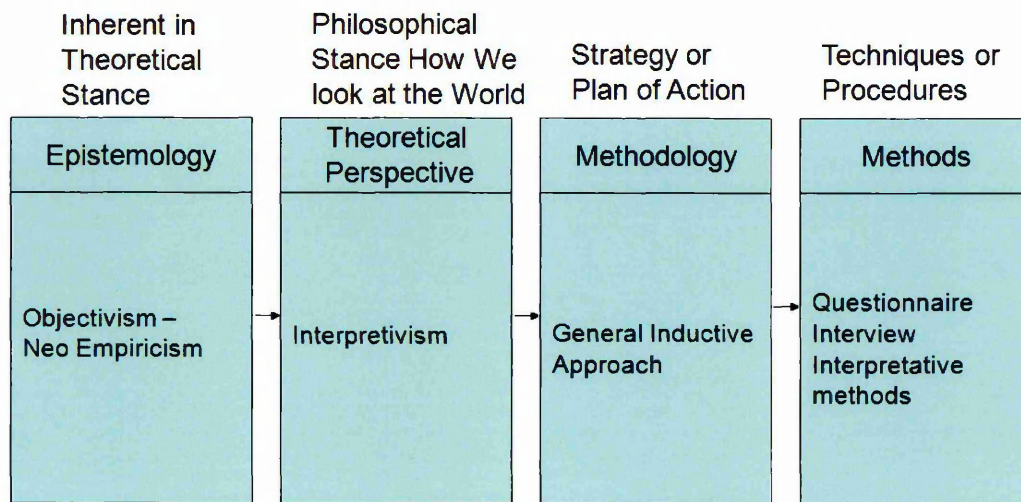 Inherent in
Theoretical
Stance
Philosophical
Stance How We
look at the World
Strategy or
Plan of Action
Techniques or
Procedures
Epistemology
Theoretical
Perspective
Methodology
Methods
Objectivism –
Neo Empiricism
Interpretivism
General Inductive
Approach
Questionnaire
Interview
Interpretative
methods